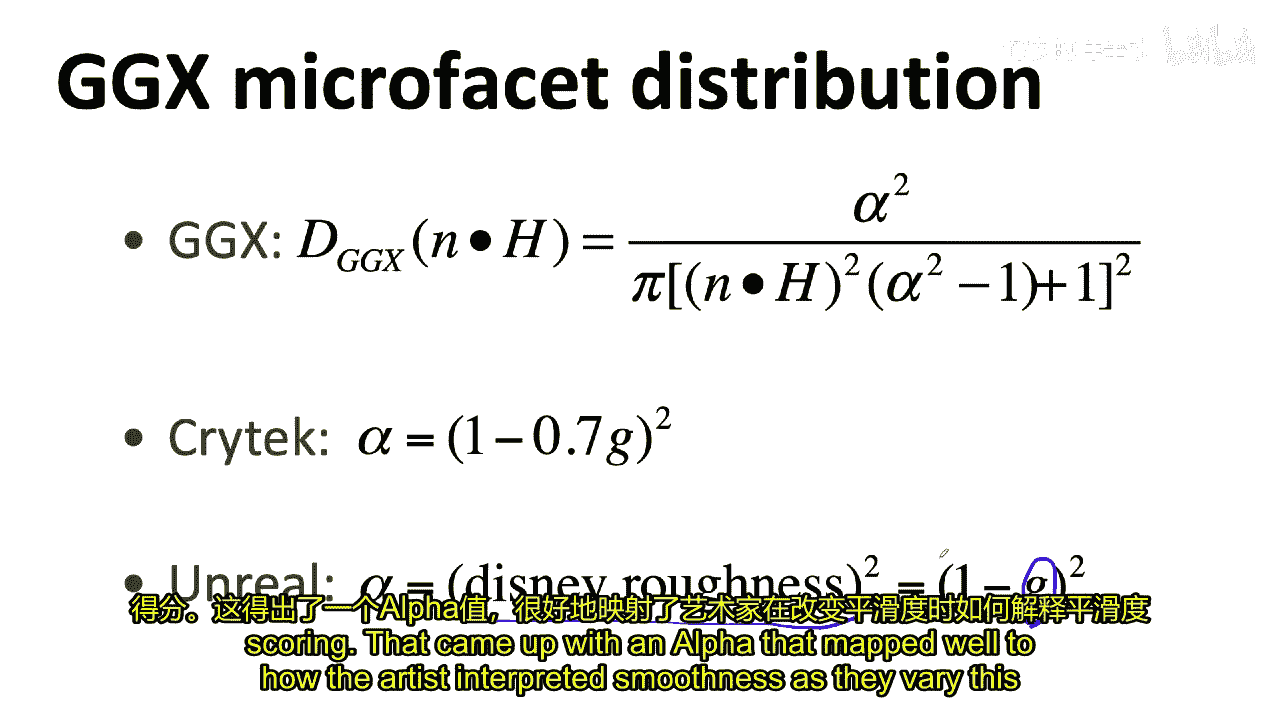 GGX microfacet distribution
• GGX: D_GGX(n • H) = α² / π[(n • H)²(α² − 1)+1]²
• Crytek: α = (1 − 0.7g)²
• Unreal: α = (disney roughness)² = (1 − g)²
得分。这得出了一个Alpha值，很好地映射了艺术家在改变平滑度时如何解释平滑度
scoring. That came up with an Alpha that mapped well to
how the artist interpreted smoothness as they vary this